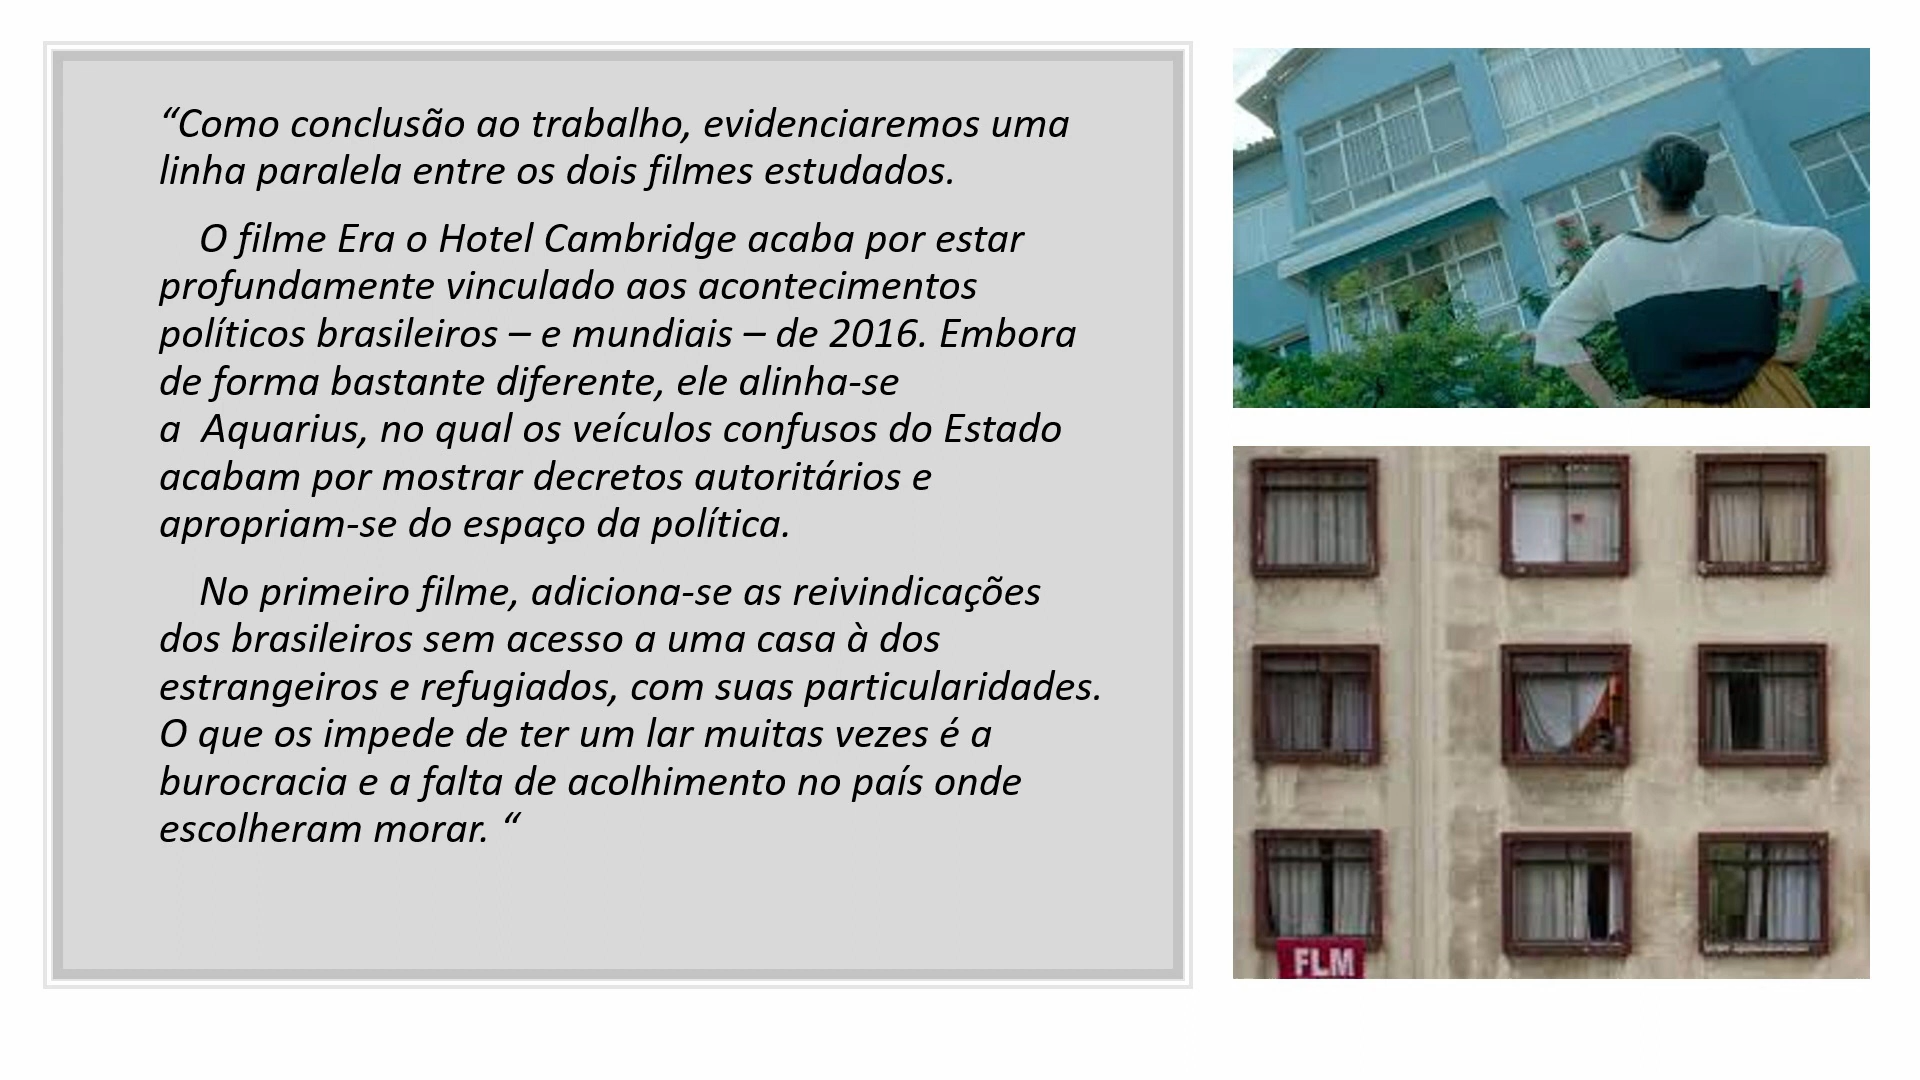 “Como conclusão ao trabalho, evidenciaremos uma
linha paralela entre os dois filmes estudados.
O filme Era o Hotel Cambridge acaba por estar
profundamente vinculado aos acontecimentos
políticos brasileiros – e mundiais – de 2016. Embora
de forma bastante diferente, ele alinha-se
a  Aquarius, no qual os veículos confusos do Estado
acabam por mostrar decretos autoritários e
apropriam-se do espaço da política.
No primeiro filme, adiciona-se as reivindicações
dos brasileiros sem acesso a uma casa à dos
estrangeiros e refugiados, com suas particularidades.
O que os impede de ter um lar muitas vezes é a
burocracia e a falta de acolhimento no país onde
escolheram morar. “
FLM